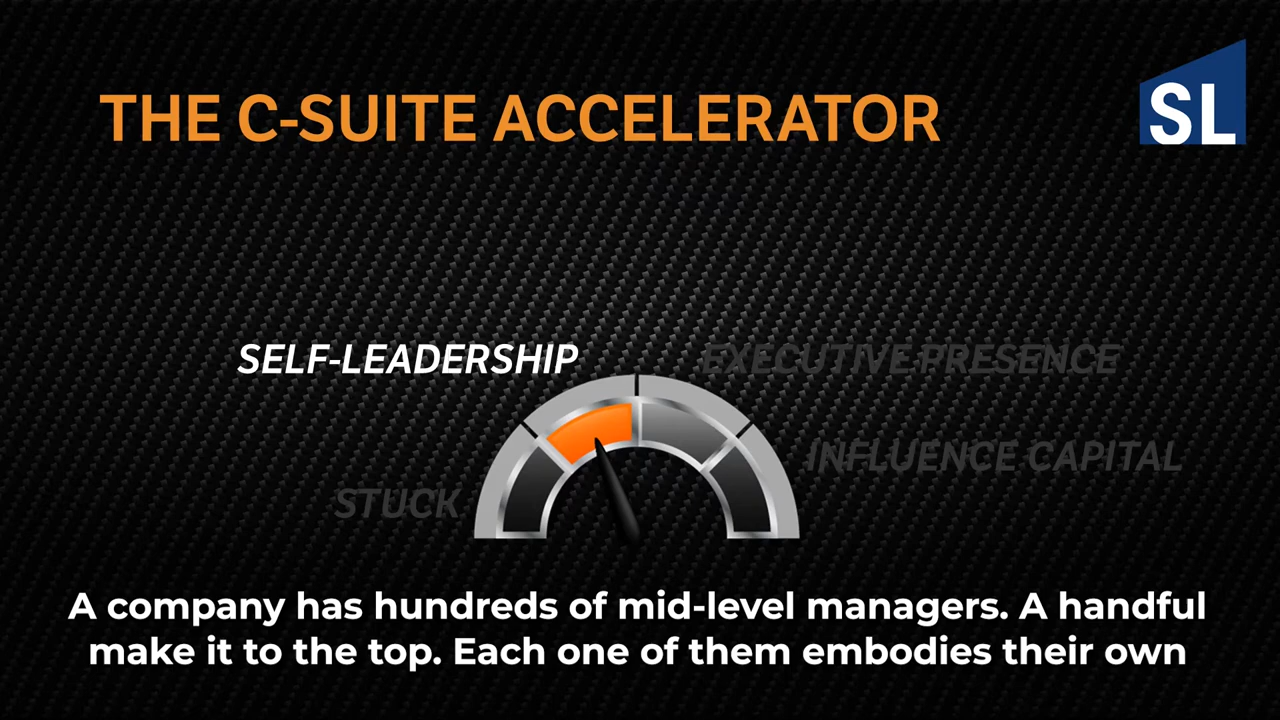 THE C-SUITE ACCELERATOR
SL
SELF-LEADERSHIP
EXECUTIVE PRESENCE
INFLUENCE CAPITAL
STUCK
A company has hundreds of mid-level managers. A handful
make it to the top. Each one of them embodies their own